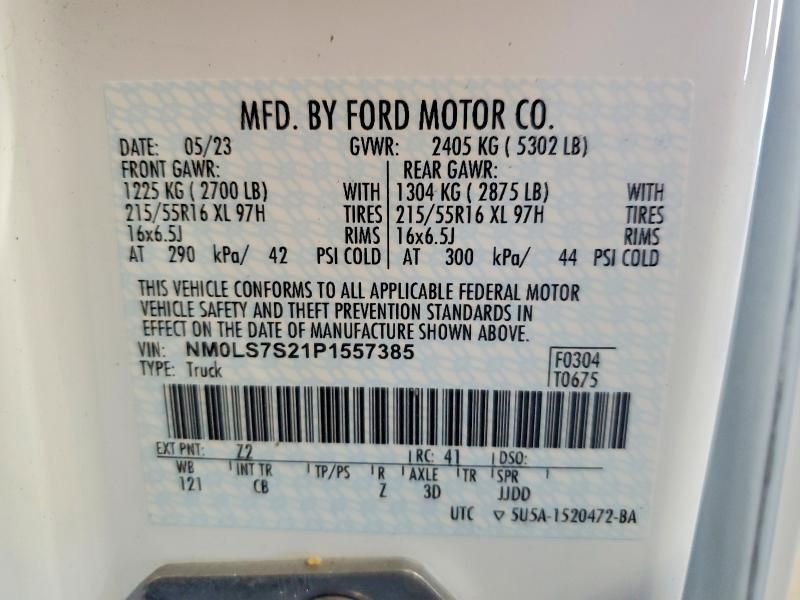 MFD. BY FORD MOTOR CO.
DATE: 05/23 GVWR: 2405 KG ( 5302 LB)
FRONT GAWR: REAR GAWR:
1225 KG ( 2700 LB) WITH 1304 KG ( 2875 LB) WITH
215/55R16 XL 97H TIRES 215/55R16 XL 97H TIRES
16x6.5J RIMS 16x6.5J RIMS
AT 290 kPa/ 42 PSI COLD AT 300 kPa/ 44 PSI COLD
THIS VEHICLE CONFORMS TO ALL APPLICABLE FEDERAL MOTOR
VEHICLE SAFETY AND THEFT PREVENTION STANDARDS IN
EFFECT ON THE DATE OF MANUFACTURE SHOWN ABOVE.
VIN: NM0LS7S21P1557385 F0304
TYPE: Truck T0675
EXT PNT: Z2 RC: 41 DSO:
WB INT TR TP/PS R AXLE TR SPR
121 CB Z 3D JJDD
UTC ▽ 5U5A-1520472-BA